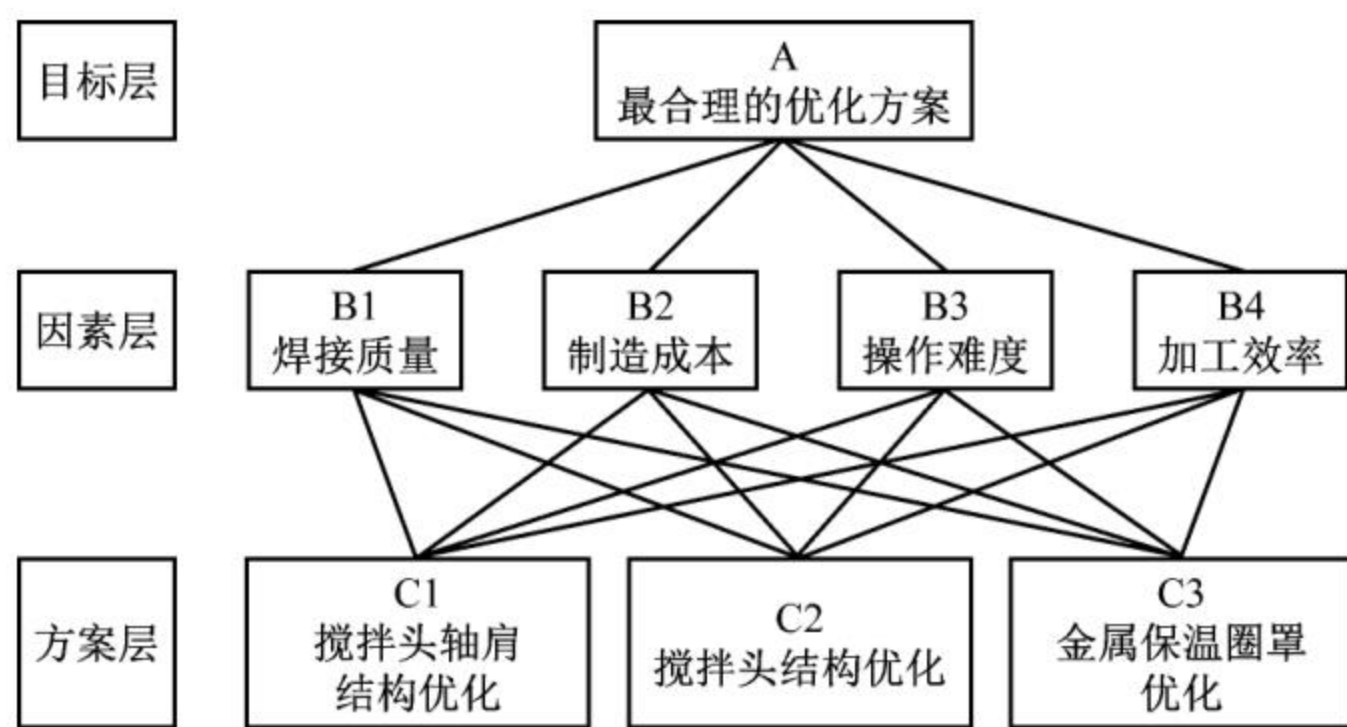 目标层
A
最合理的优化方案
因素层
B1
焊接质量
B2
制造成本
B3
操作难度
B4
加工效率
方案层
C1
搅拌头轴肩
结构优化
C2
搅拌头结构优化
C3
金属保温圈罩
优化